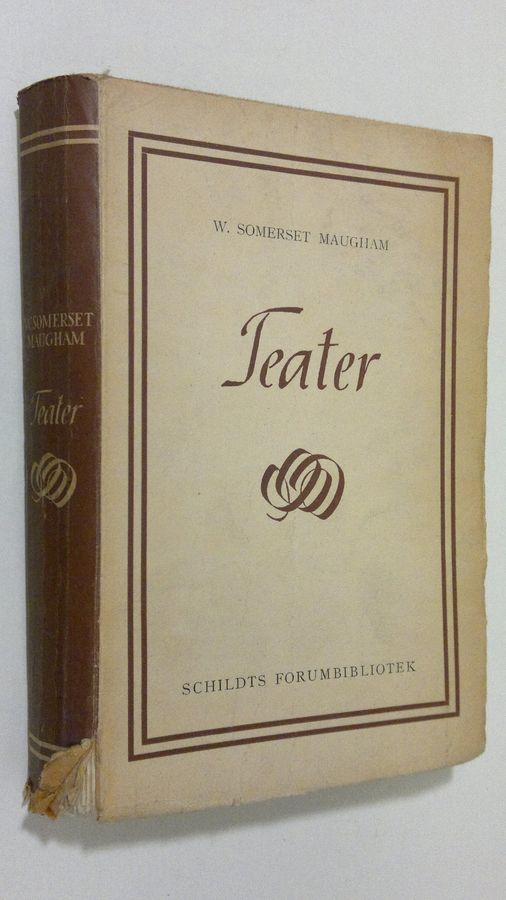 W. SOMERSET MAUGHAM
Teater
SCHILDTS FORUMBIBLIOTEK
W. SOMERSET
MAUGHAM
Teater